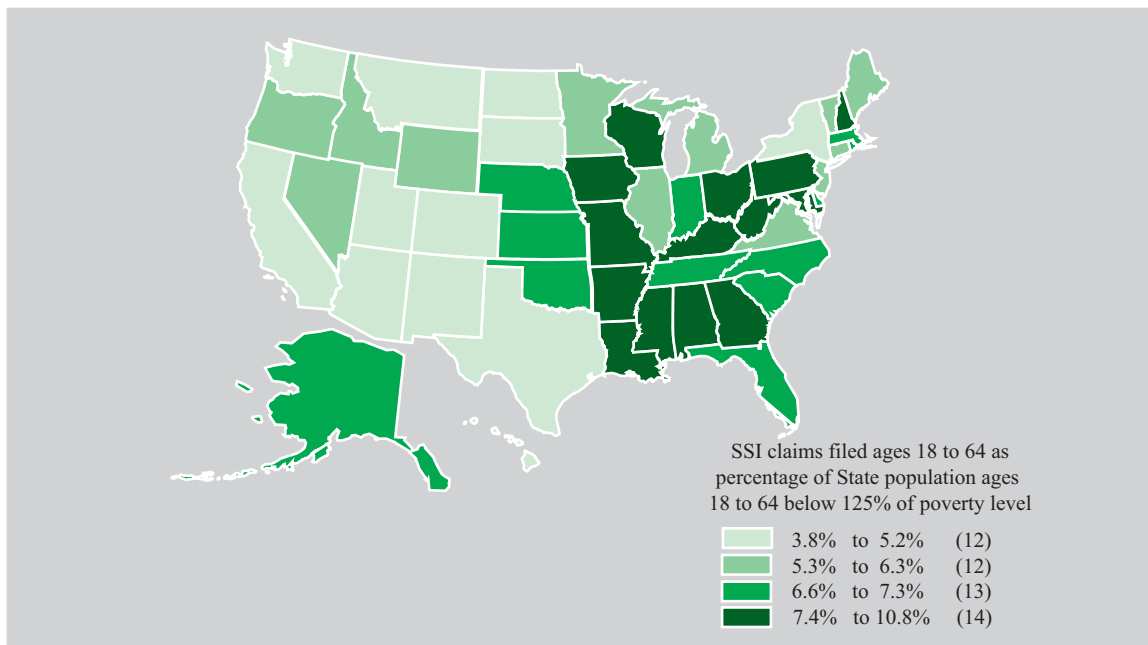 SSI claims filed ages 18 to 64 as
percentage of State population ages
18 to 64 below 125% of poverty level
3.8% to 5.2% (12)
5.3% to 6.3% (12)
6.6% to 7.3% (13)
7.4% to 10.8% (14)